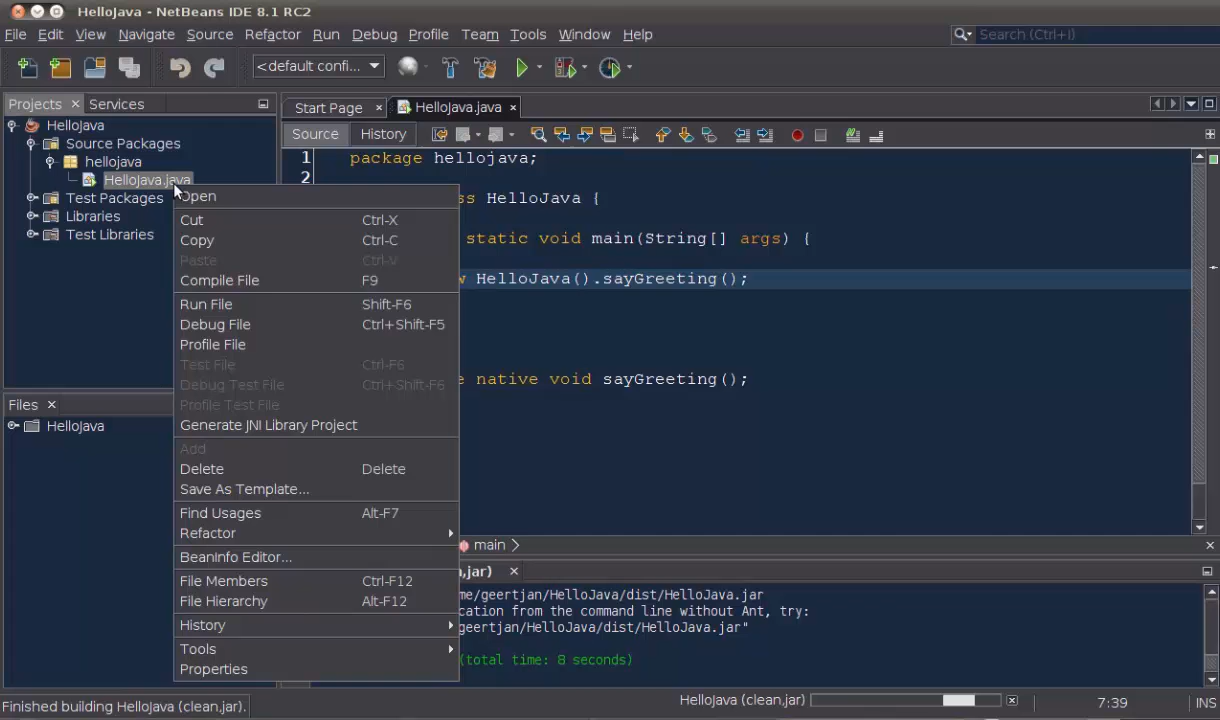 HelloJava - NetBeans IDE 8.1 RC2
File Edit View Navigate Source Refactor Run Debug Profile Team Tools Window Help
Search (Ctrl+I)
<default confi...
Projects Services
Start Page HelloJava.java
Source History
HelloJava
Source Packages
hellojava
HelloJava.java
Test Packages
Libraries
Test Libraries
Files
HelloJava
Open
Cut Ctrl-X
Copy Ctrl-C
Paste Ctrl-V
Compile File F9
Run File Shift-F6
Debug File Ctrl+Shift-F5
Profile File
Test File Ctrl-F6
Debug Test File Ctrl+Shift-F6
Profile Test File
Generate JNI Library Project
Add
Delete Delete
Save As Template...
Find Usages Alt-F7
Refactor
BeanInfo Editor...
File Members Ctrl-F12
File Hierarchy Alt-F12
History
Tools
Properties
1 package hellojava;
2
ss HelloJava {
static void main(String[] args) {
w HelloJava().sayGreeting();
e native void sayGreeting();
main
,jar)
me/geertjan/HelloJava/dist/HelloJava.jar
cation from the command line without Ant, try:
geertjan/HelloJava/dist/HelloJava.jar"
(total time: 8 seconds)
Finished building HelloJava (clean,jar).
HelloJava (clean,jar)
7:39
INS